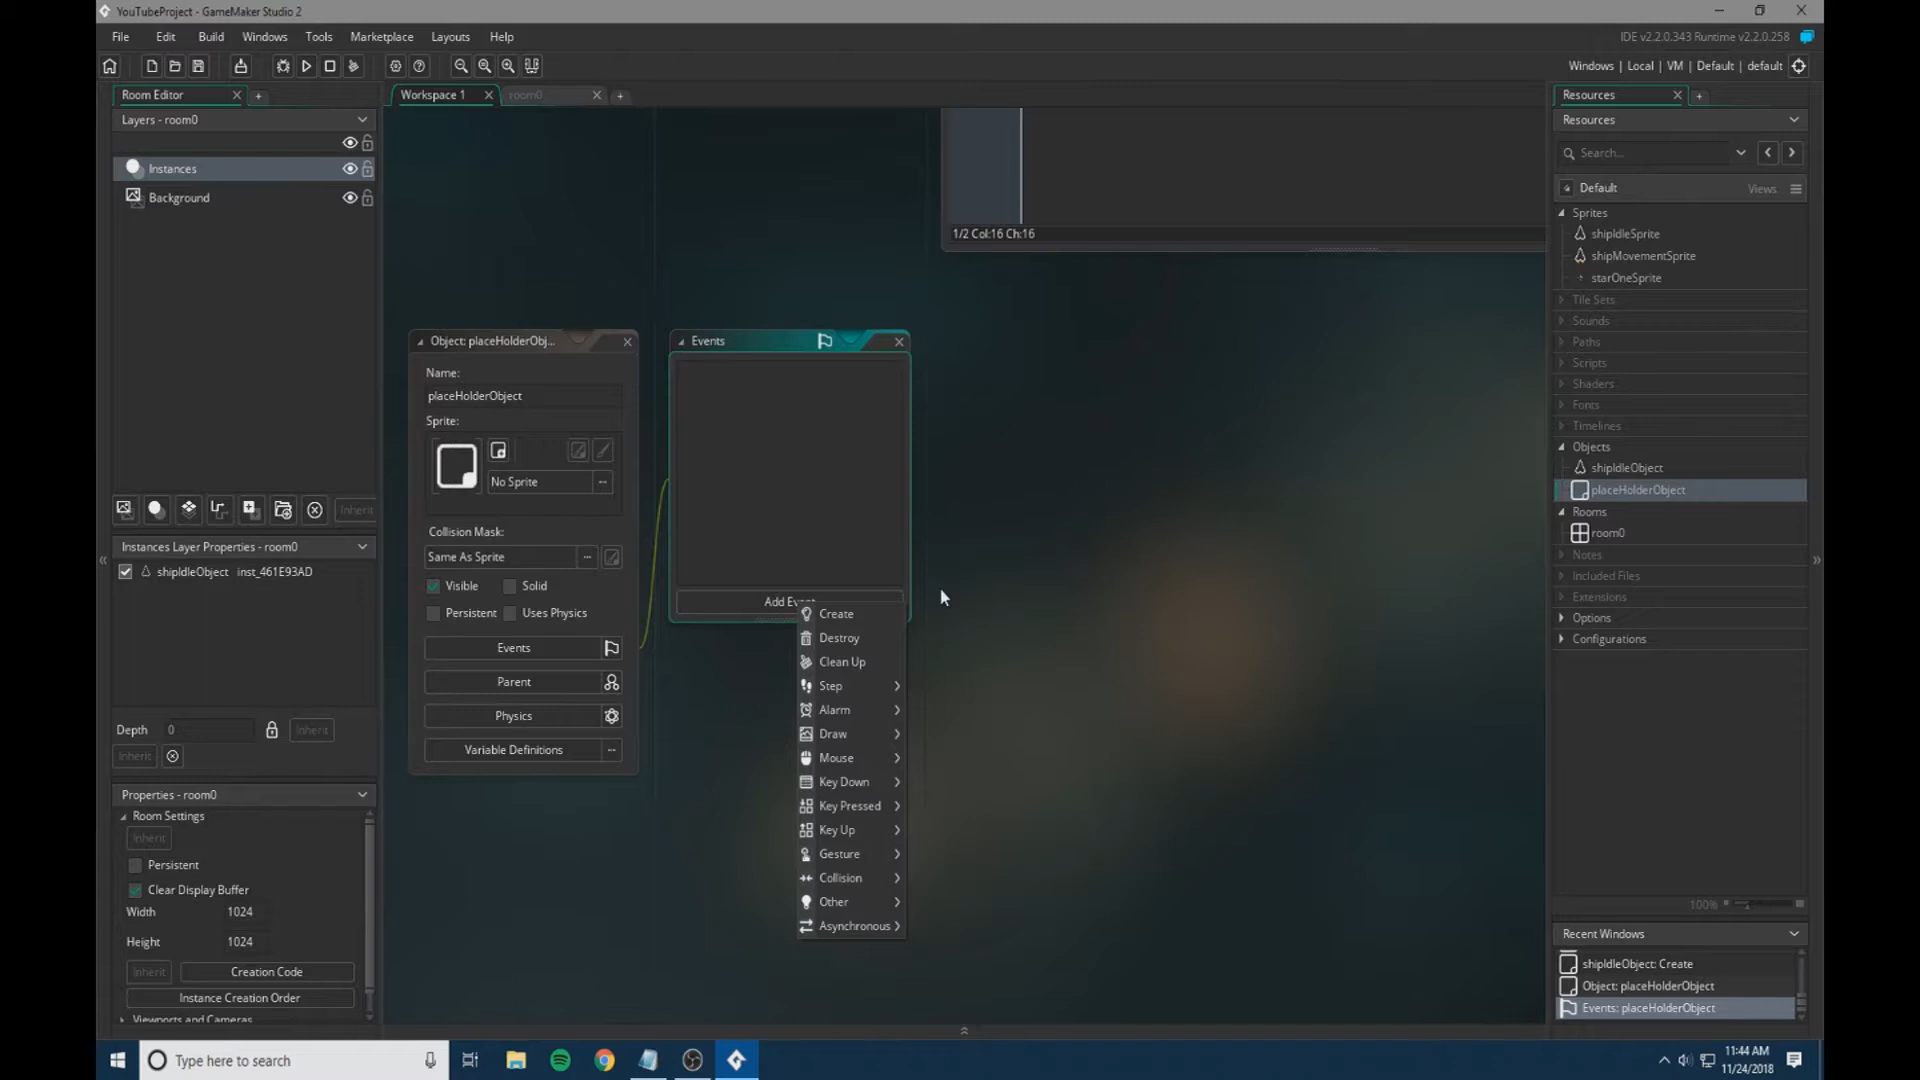 YouTubeProject - GameMaker Studio 2
File Edit Build Windows Tools Marketplace Layouts Help
IDE v2.2.0.343 Runtime v2.2.0.258
Windows | Local | VM | Default | default
Room Editor
Layers - room0
Instances
Background
Inherit
Instances Layer Properties - room0
shipIdleObject inst_461E93AD
Depth 0 Inherit
Inherit
Properties - room0
Room Settings
Inherit
Persistent
Clear Display Buffer
Width 1024
Height 1024
Inherit Creation Code
Instance Creation Order
Viewports and Cameras
Workspace 1
room0
1/2 Col:16 Ch:16
Object: placeHolderObj...
Name:
placeHolderObject
Sprite:
No Sprite
Collision Mask:
Same As Sprite
Visible Solid
Persistent Uses Physics
Events
Parent
Physics
Variable Definitions
Events
Add Event
Create
Destroy
Clean Up
Step
Alarm
Draw
Mouse
Key Down
Key Pressed
Key Up
Gesture
Collision
Other
Asynchronous
Resources
Resources
Search...
Default Views
Sprites
shipIdleSprite
shipMovementSprite
starOneSprite
Tile Sets
Sounds
Paths
Scripts
Shaders
Fonts
Timelines
Objects
shipIdleObject
placeHolderObject
Rooms
room0
Notes
Included Files
Extensions
Options
Configurations
100%
Recent Windows
shipIdleObject: Create
Object: placeHolderObject
Events: placeHolderObject
Type here to search
11:44 AM
11/24/2018